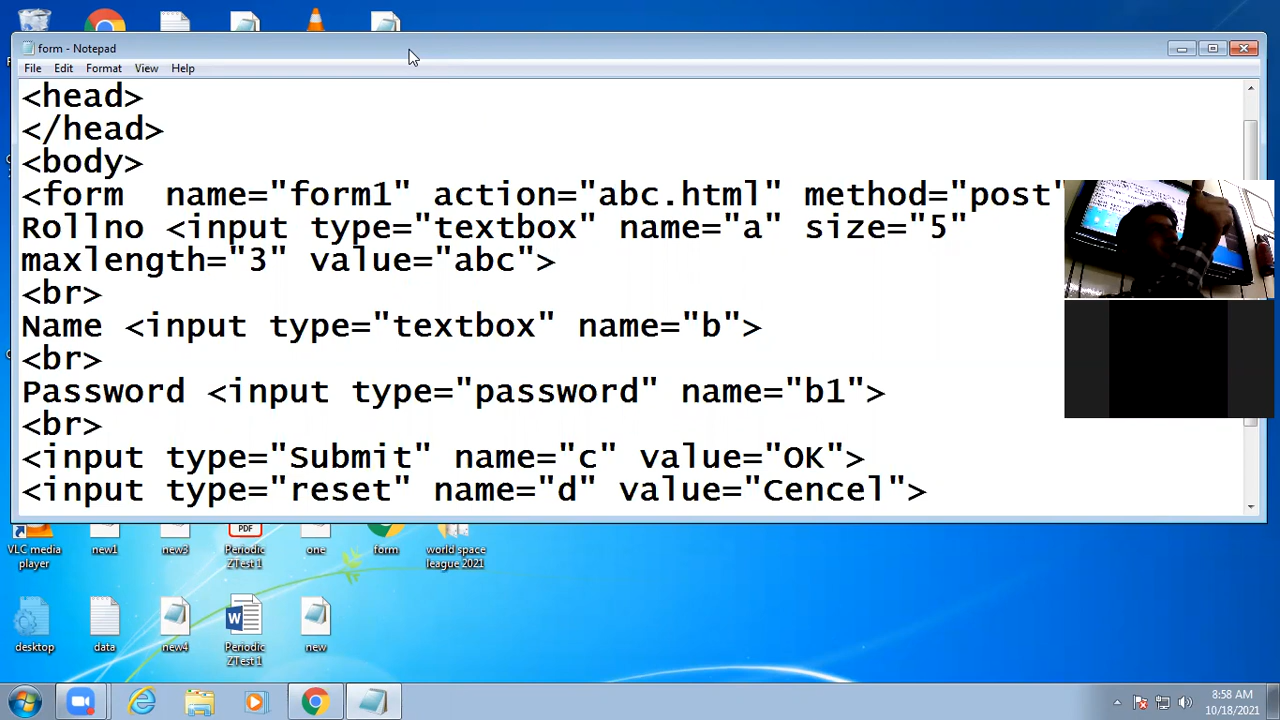 form - Notepad
File Edit Format View Help
<head>
</head>
<body>
<form  name="form1" action="abc.html" method="post"
Rollno <input type="textbox" name="a" size="5"
maxlength="3" value="abc">
<br>
Name <input type="textbox" name="b">
<br>
Password <input type="password" name="b1">
<br>
<input type="Submit" name="c" value="OK">
<input type="reset" name="d" value="Cencel">
VLC media player
new1
new3
Periodic ZTest 1
one
form
world space league 2021
desktop
data
new4
Periodic ZTest 1
new
PDF
8:58 AM
10/18/2021